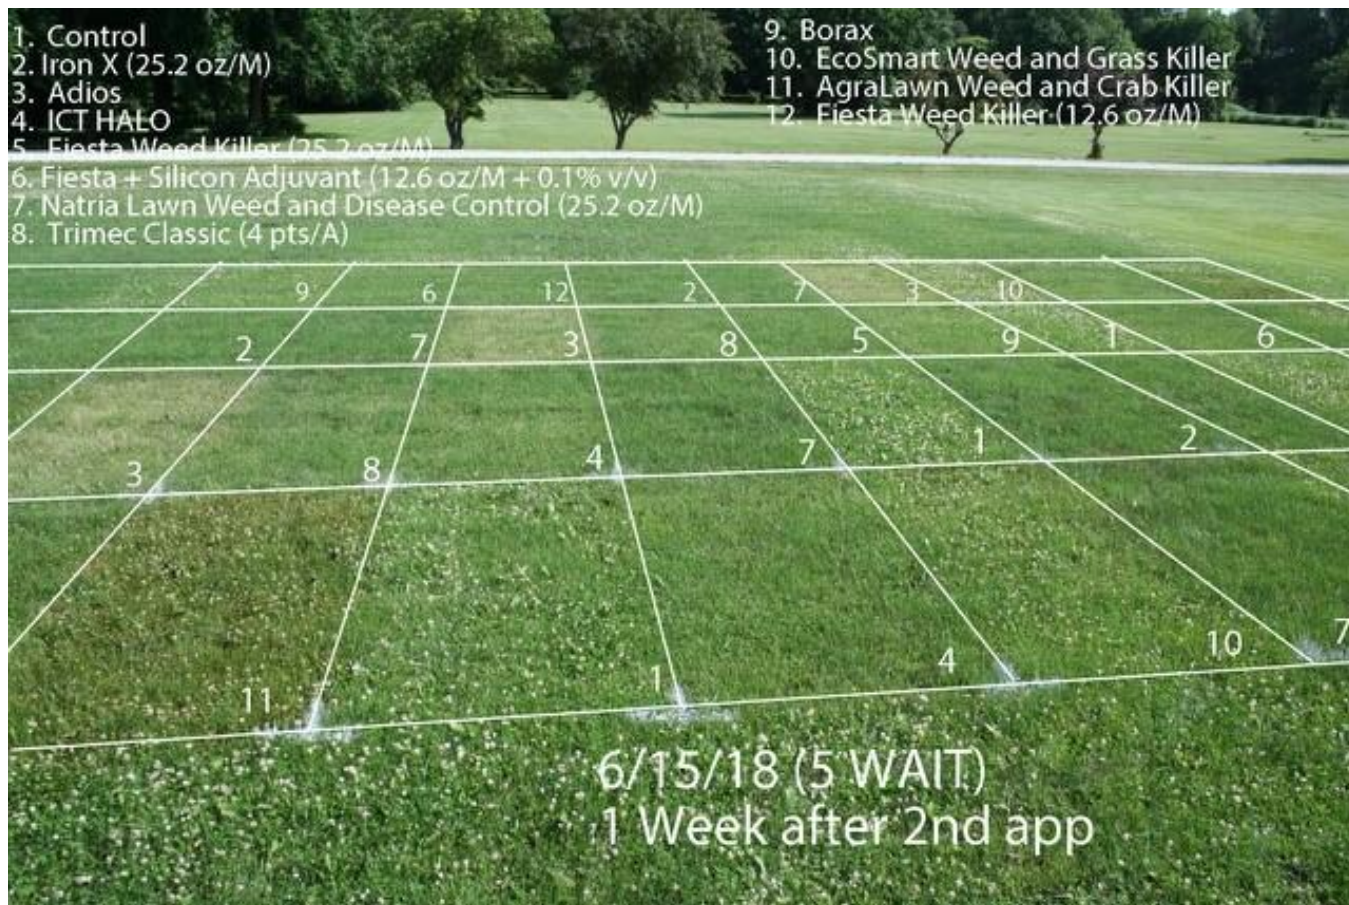 1. Control
2. Iron X (25.2 oz/M)
3. Adios
4. ICT HALO
5. Fiesta Weed Killer (25.2 oz/M)
6. Fiesta + Silicon Adjuvant (12.6 oz/M + 0.1% v/v)
7. Natria Lawn Weed and Disease Control (25.2 oz/M)
8. Trimec Classic (4 pts/A)
9. Borax
10. EcoSmart Weed and Grass Killer
11. AgraLawn Weed and Crab Killer
12. Fiesta Weed Killer (12.6 oz/M)
9 6 12 2 7 3 10
2 7 3 8 5 9 1 6
3 8 4 7 1 2
11 1 4 10 7
6/15/18 (5 WAIT)
1 Week after 2nd app